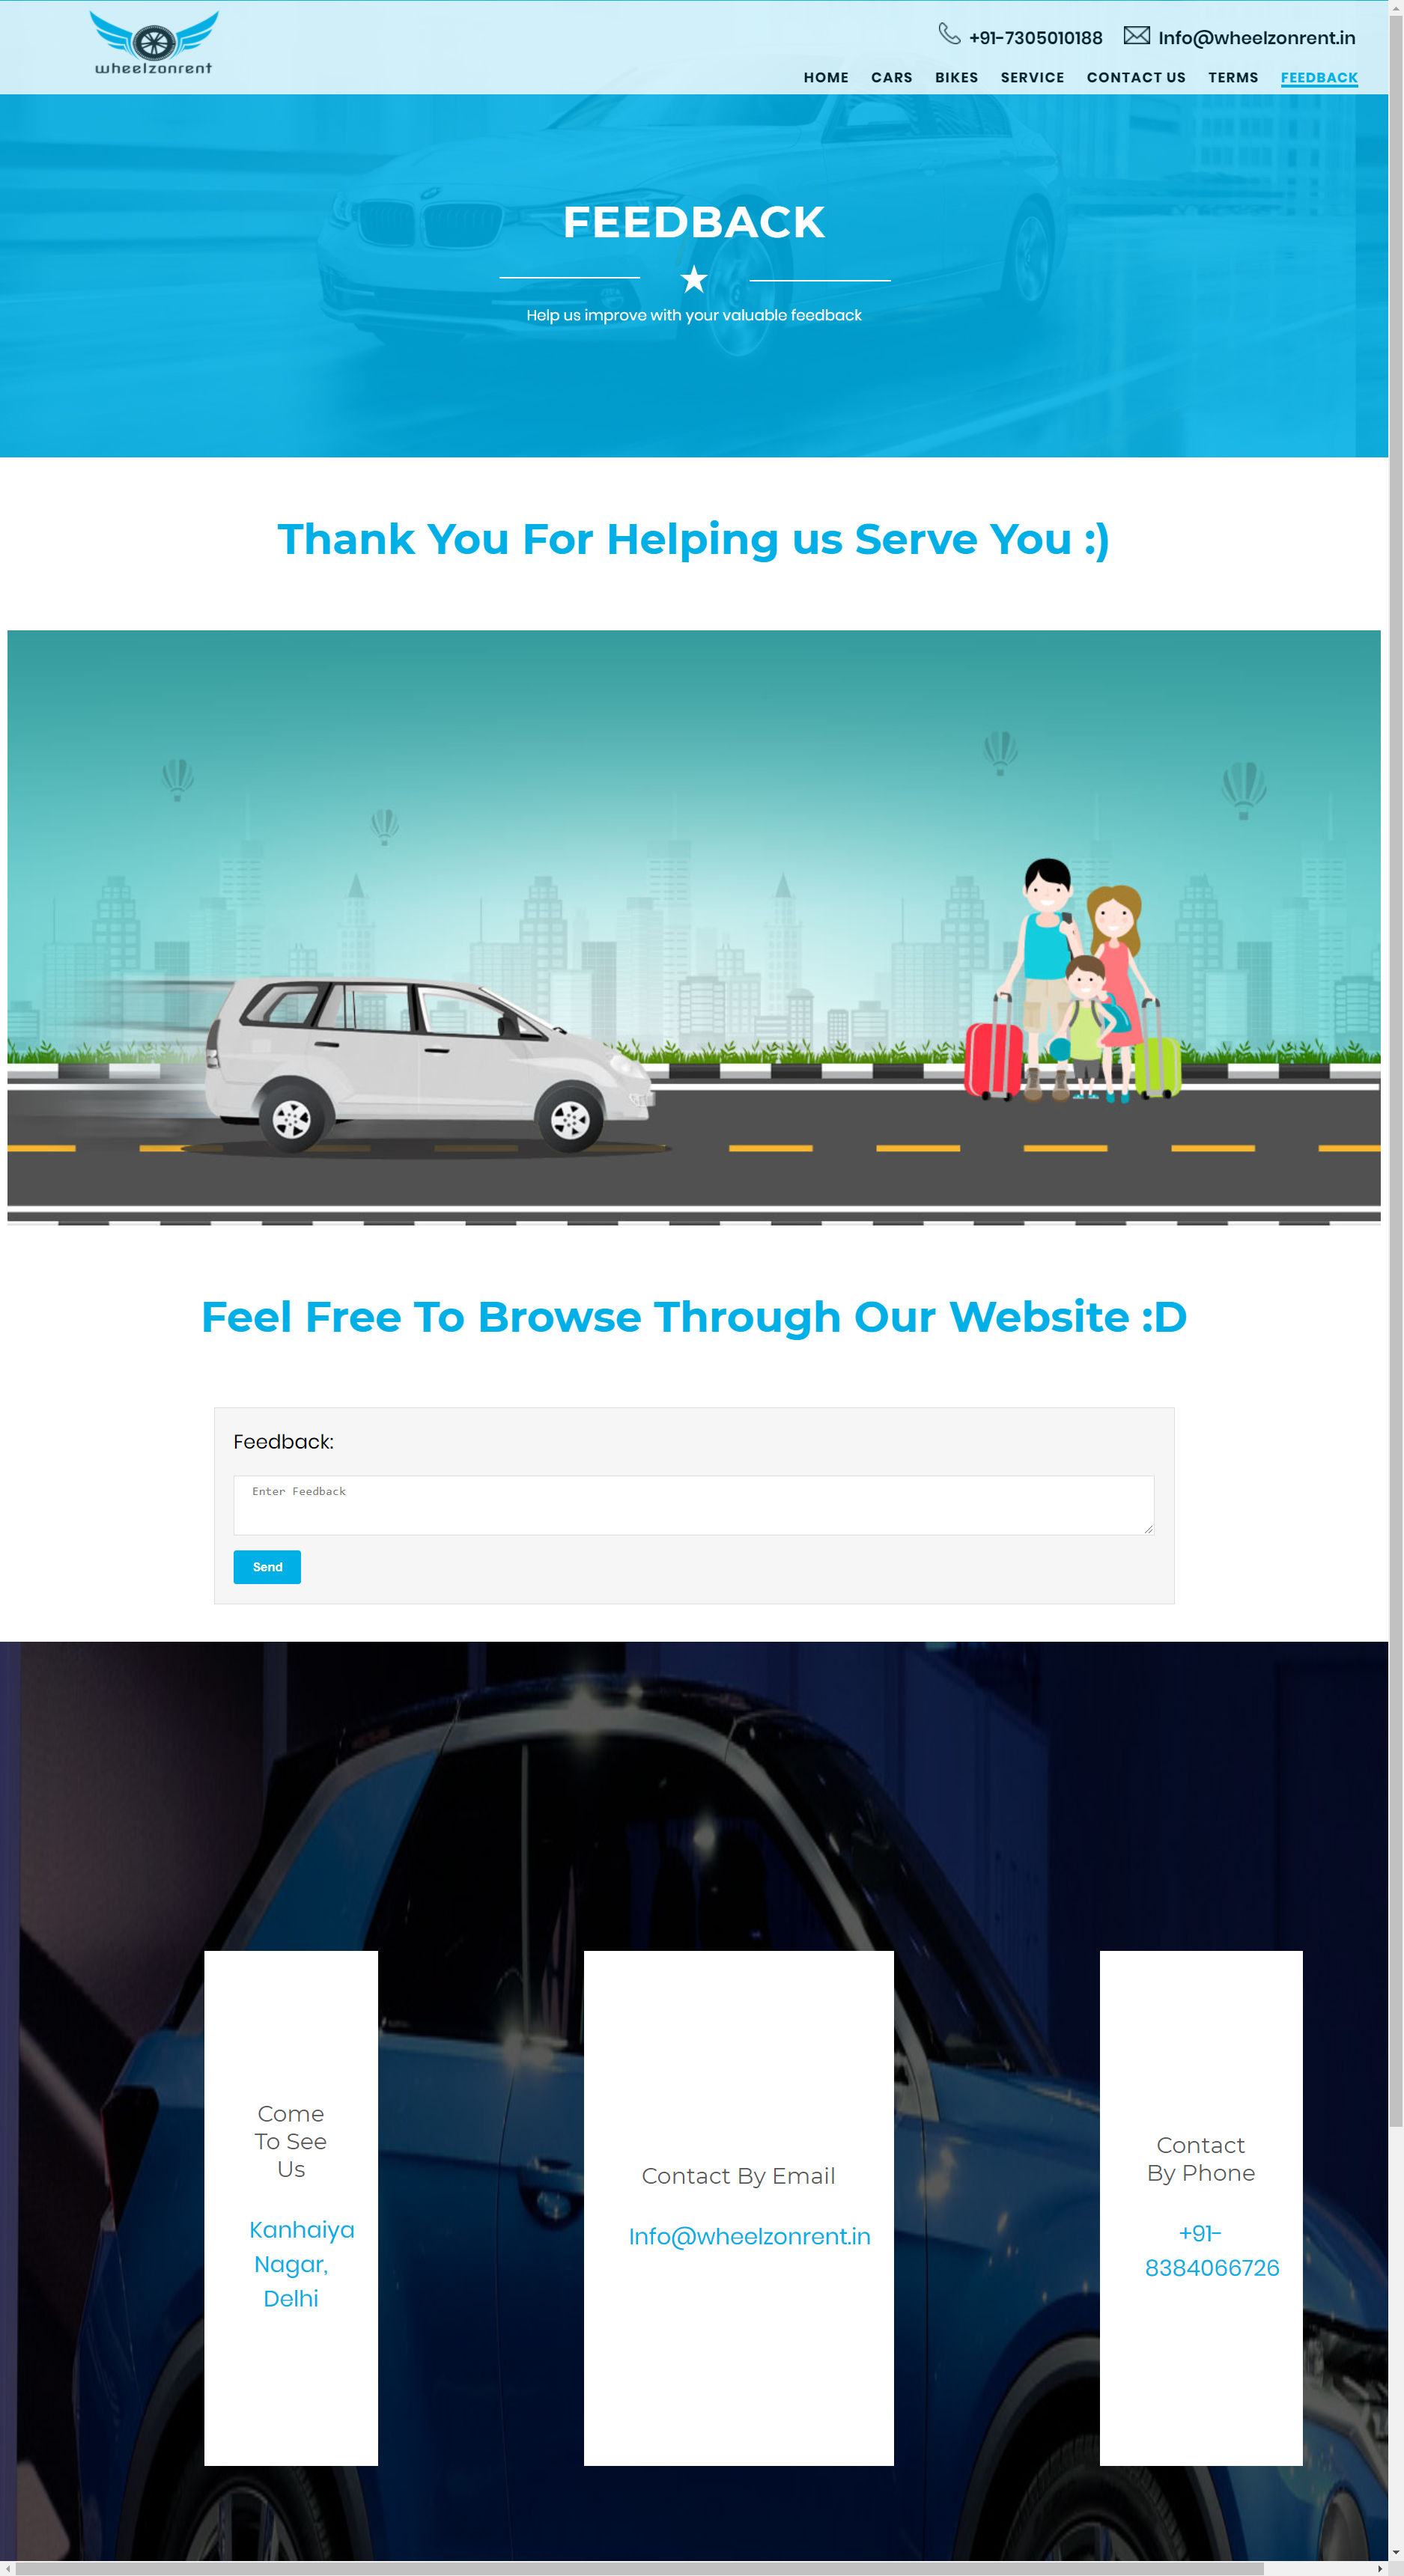 wheelzonrent
+91-7305010188 Info@wheelzonrent.in
HOME CARS BIKES SERVICE CONTACT US TERMS FEEDBACK
FEEDBACK
Help us improve with your valuable feedback
Thank You For Helping us Serve You :)
Feel Free To Browse Through Our Website :D
Feedback:
Enter Feedback
Send
Come
To See
Us
Kanhaiya
Nagar,
Delhi
Contact By Email
Info@wheelzonrent.in
Contact
By Phone
+91-
8384066726